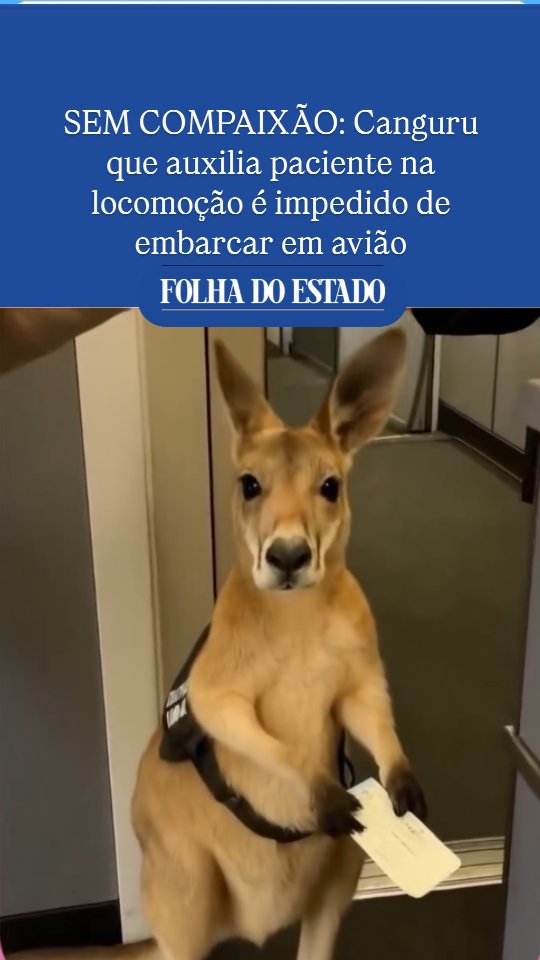 SEM COMPAIXÃO: Canguru
que auxilia paciente na
locomoção é impedido de
embarcar em avião
FOLHA DO ESTADO